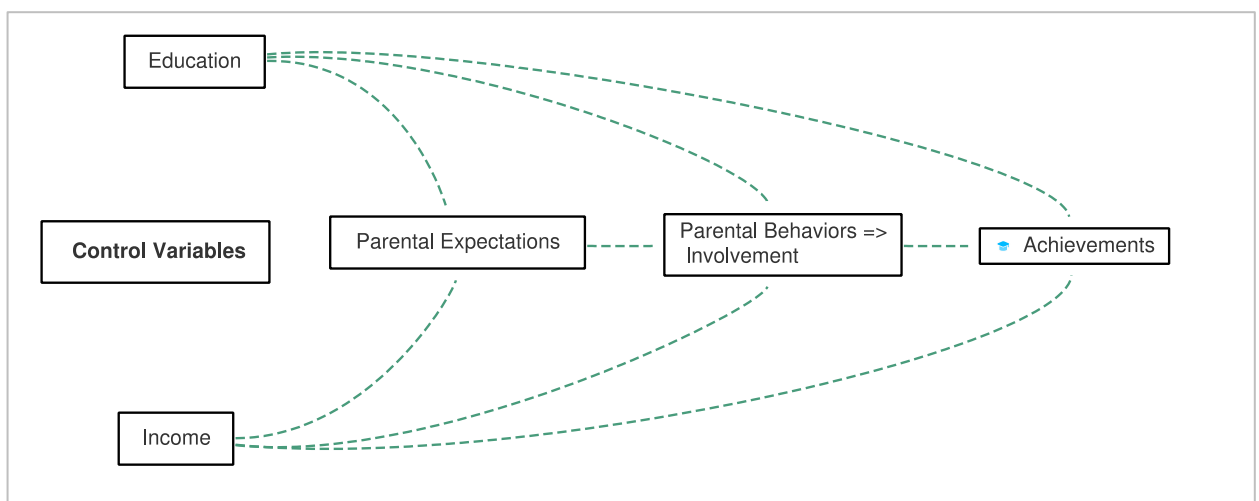 Education
Control Variables
Parental Expectations
Parental Behaviors =>
Involvement
Achievements
Income